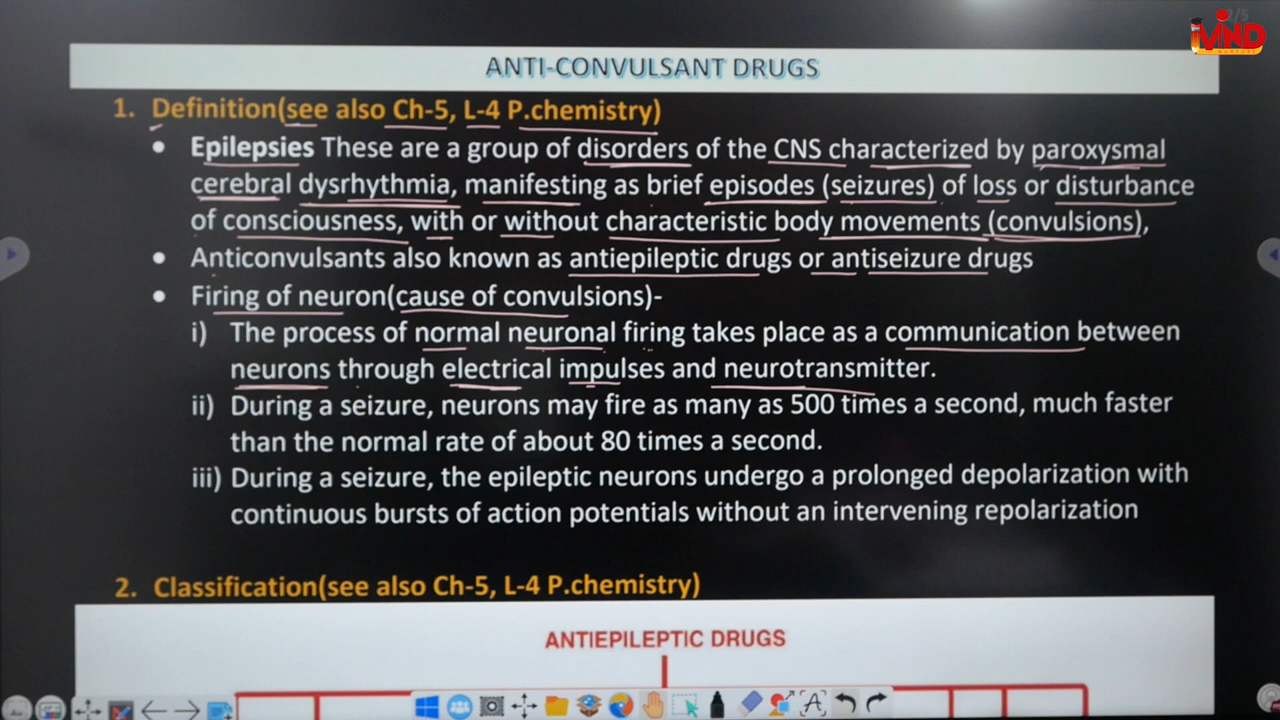 1/5
MIND
ANTI-CONVULSANT DRUGS
1. Definition(see also Ch-5, L-4 P.chemistry)
• Epilepsies These are a group of disorders of the CNS characterized by paroxysmal
cerebral dysrhythmia, manifesting as brief episodes (seizures) of loss or disturbance
of consciousness, with or without characteristic body movements (convulsions),
• Anticonvulsants also known as antiepileptic drugs or antiseizure drugs
• Firing of neuron(cause of convulsions)-
i) The process of normal neuronal firing takes place as a communication between
neurons through electrical impulses and neurotransmitter.
ii) During a seizure, neurons may fire as many as 500 times a second, much faster
than the normal rate of about 80 times a second.
iii) During a seizure, the epileptic neurons undergo a prolonged depolarization with
continuous bursts of action potentials without an intervening repolarization
2. Classification(see also Ch-5, L-4 P.chemistry)
ANTIEPILEPTIC DRUGS